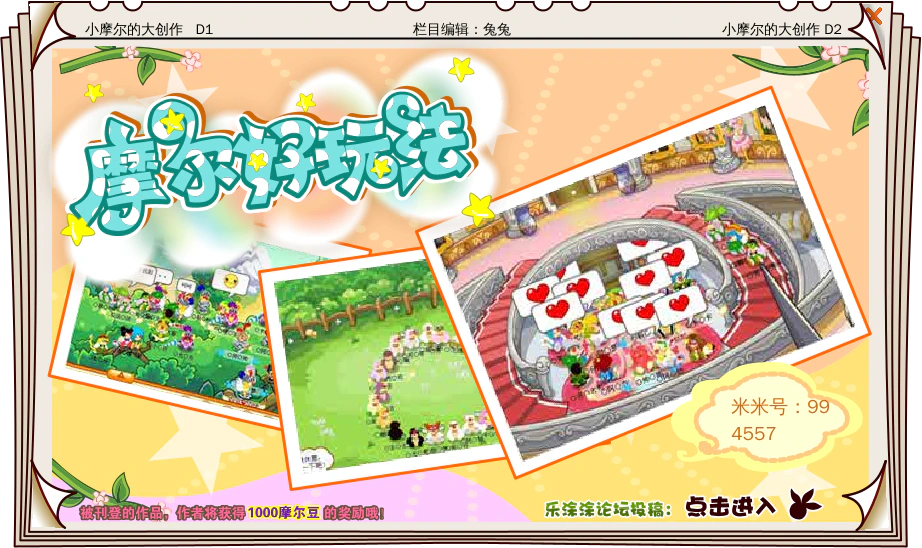 小摩尔的大创作 D1
栏目编辑：兔兔
小摩尔的大创作 D2
摩尔好玩法
米米号：99
4557
被刊登的作品，作者将获得1000摩尔豆的奖励哦!
乐涂涂论坛投稿：点击进入